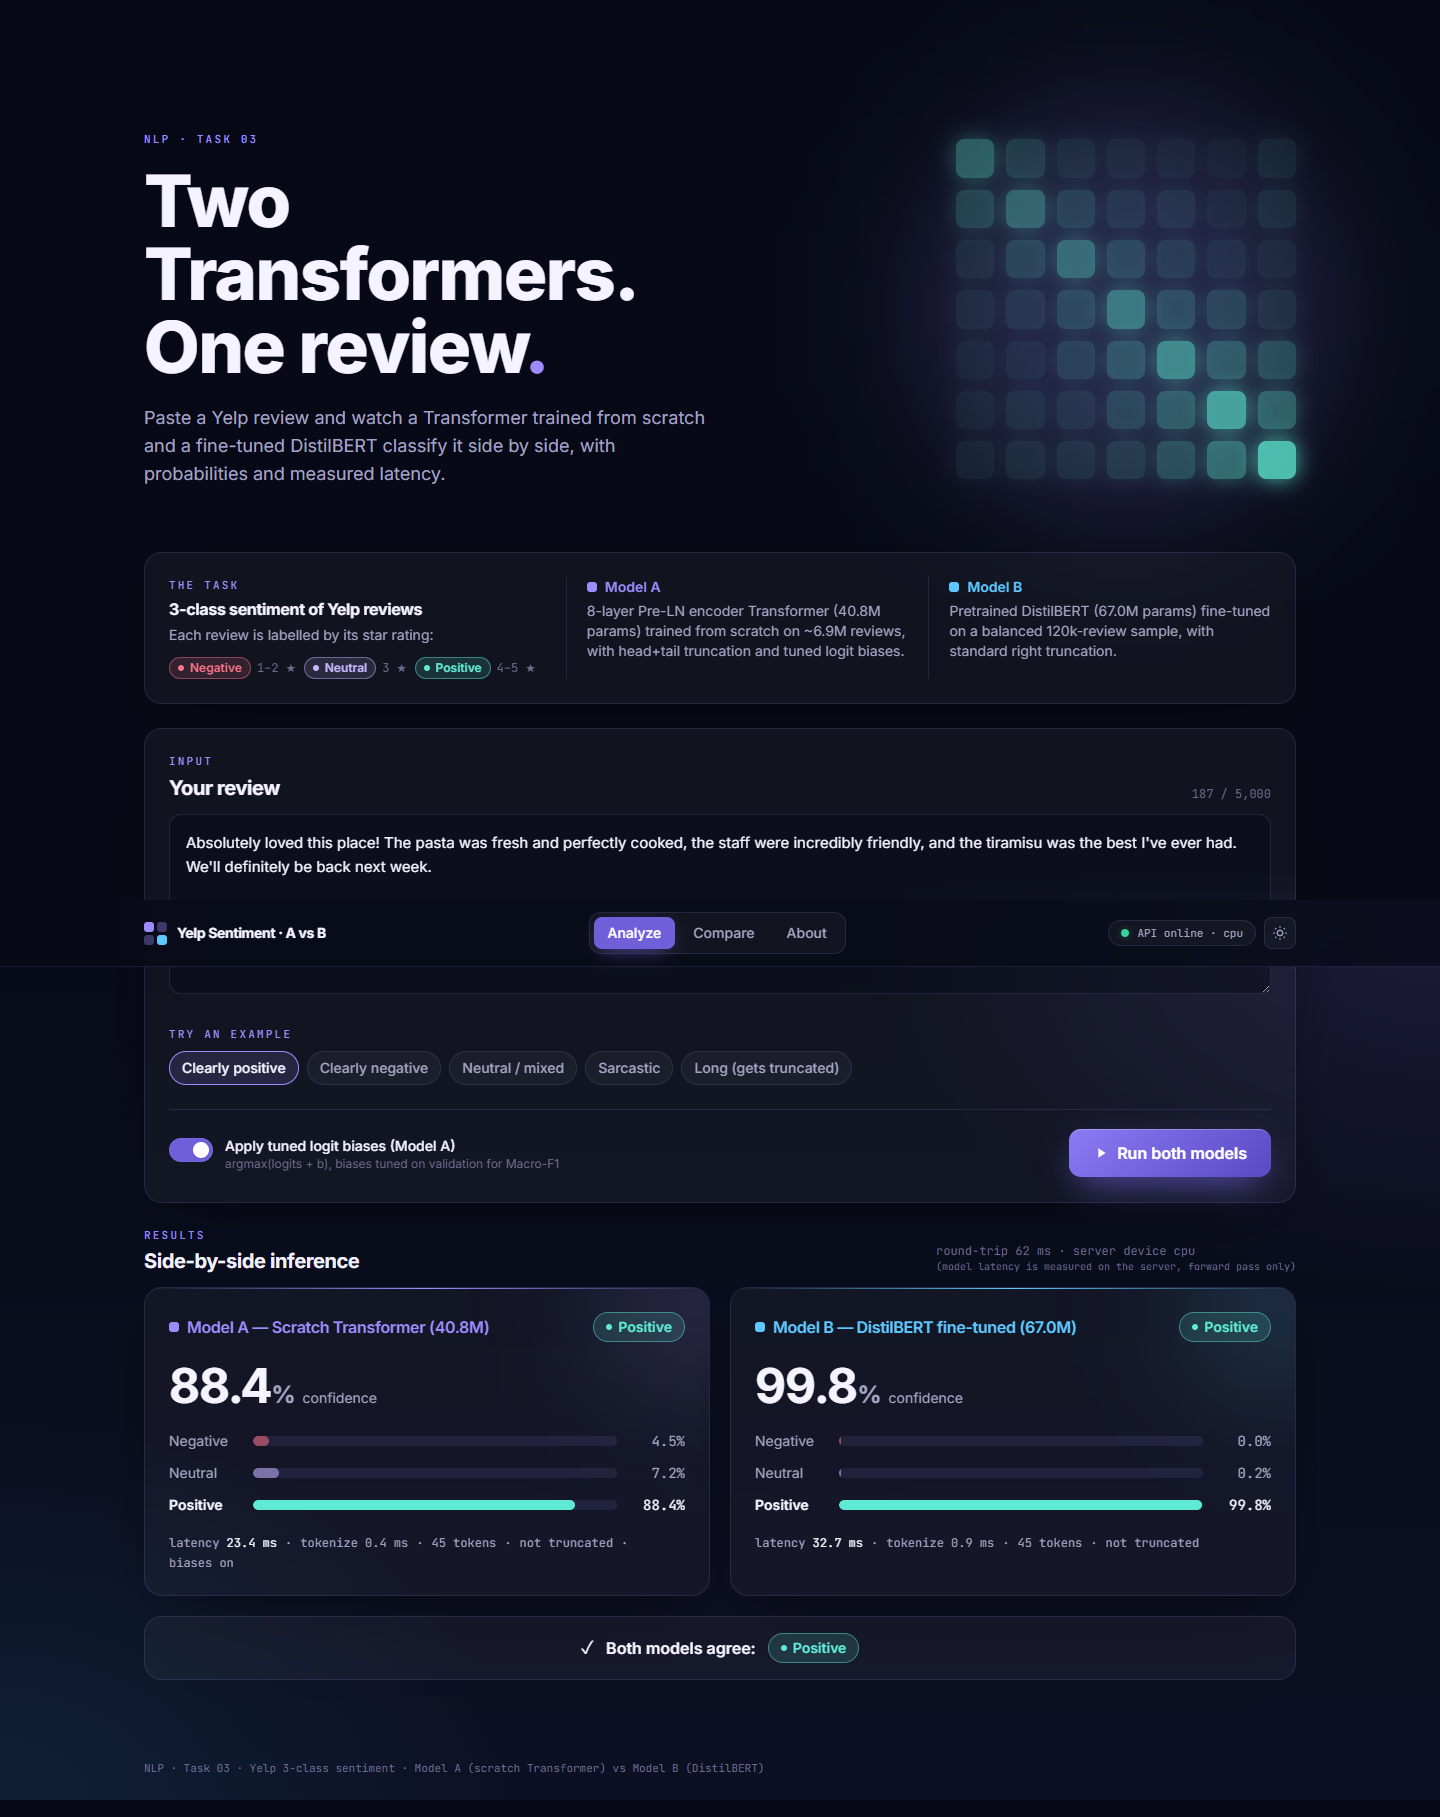 NLP · TASK 03
Two
Transformers.
One review.
Paste a Yelp review and watch a Transformer trained from scratch
and a fine-tuned DistilBERT classify it side by side, with
probabilities and measured latency.
THE TASK
3-class sentiment of Yelp reviews
Each review is labelled by its star rating:
Negative 1–2 ★ Neutral 3 ★ Positive 4–5 ★
Model A
8-layer Pre-LN encoder Transformer (40.8M
params) trained from scratch on ~6.9M reviews,
with head+tail truncation and tuned logit biases.
Model B
Pretrained DistilBERT (67.0M params) fine-tuned
on a balanced 120k-review sample, with
standard right truncation.
INPUT
Your review
187 / 5,000
Absolutely loved this place! The pasta was fresh and perfectly cooked, the staff were incredibly friendly, and the tiramisu was the best I've ever had.
We'll definitely be back next week.
Yelp Sentiment · A vs B
Analyze Compare About
API online · cpu
TRY AN EXAMPLE
Clearly positive Clearly negative Neutral / mixed Sarcastic Long (gets truncated)
Apply tuned logit biases (Model A)
argmax(logits + b), biases tuned on validation for Macro-F1
Run both models
RESULTS
Side-by-side inference
round-trip 62 ms · server device cpu
(model latency is measured on the server, forward pass only)
Model A — Scratch Transformer (40.8M) Positive
88.4% confidence
Negative 4.5%
Neutral 7.2%
Positive 88.4%
latency 23.4 ms · tokenize 0.4 ms · 45 tokens · not truncated ·
biases on
Model B — DistilBERT fine-tuned (67.0M) Positive
99.8% confidence
Negative 0.0%
Neutral 0.2%
Positive 99.8%
latency 32.7 ms · tokenize 0.9 ms · 45 tokens · not truncated
✓ Both models agree: Positive
NLP · Task 03 · Yelp 3-class sentiment · Model A (scratch Transformer) vs Model B (DistilBERT)